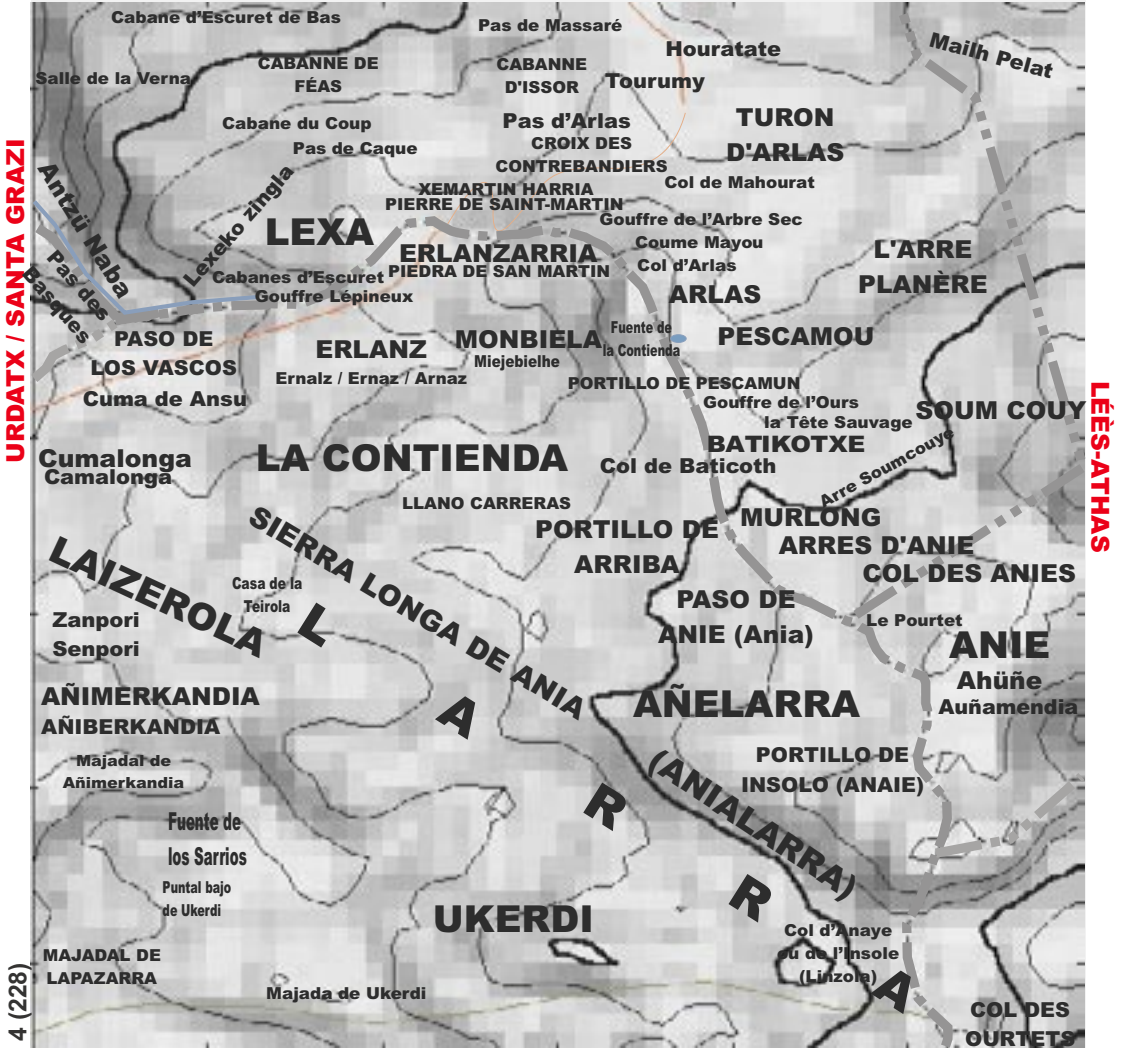 Cabane d'Escuret de Bas
Pas de Massaré
Houratate
Mailh Pelat
Salle de la Verna
CABANNE DE
FÉAS
CABANNE
D'ISSOR
Tourumy
Cabane du Coup
Pas d'Arlas
TURON
D'ARLAS
Pas de Caque
CROIX DES
CONTREBANDIERS
Col de Mahourat
XEMARTIN HARRIA
PIERRE DE SAINT-MARTIN
URDATX / SANTA GRAZI
Antzü Naba
Lexeko zingla
LEXA
Gouffre de l'Arbre Sec
ERLANZARRIA
PIEDRA DE SAN MARTIN
Coume Mayou
Col d'Arlas
L'ARRE
PLANÈRE
Pas des
Basques
Cabanes d'Escuret
Gouffre Lépineux
ARLAS
PASO DE
LOS VASCOS
ERLANZ
Ernalz / Ernaz / Arnaz
MONBIELA
Miejebielhe
Fuente de
la Contienda
PESCAMOU
Cuma de Ansu
PORTILLO DE PESCAMUN
Gouffre de l'Ours
la Tête Sauvage
SOUM COUY
LÉÈS-ATHAS
BATIKOTXE
Col de Baticoth
Arre Soumcouye
Cumalonga
Camalonga
LA CONTIENDA
LLANO CARRERAS
SIERRA LONGA DE ANIA
PORTILLO DE
ARRIBA
MURLONG
ARRES D'ANIE
COL DES ANIES
LAIZEROLA
Casa de la
Teirola
PASO DE
ANIE (Ania)
Le Pourtet
Zanpori
Senpori
ANIE
Ahüñe
Auñamendia
L
A
R
R
A
AÑIMERKANDIA
AÑIBERKANDIA
AÑELARRA
(ANIALARRA)
Majadal de
Añimerkandia
PORTILLO DE
INSOLO (ANAIE)
Fuente de
los Sarrios
Puntal bajo
de Ukerdi
UKERDI
Col d'Anaye
ou de l'Insole
(Linzola)
MAJADAL DE
LAPAZARRA
Majada de Ukerdi
COL DES
OURTETS
4 (228)